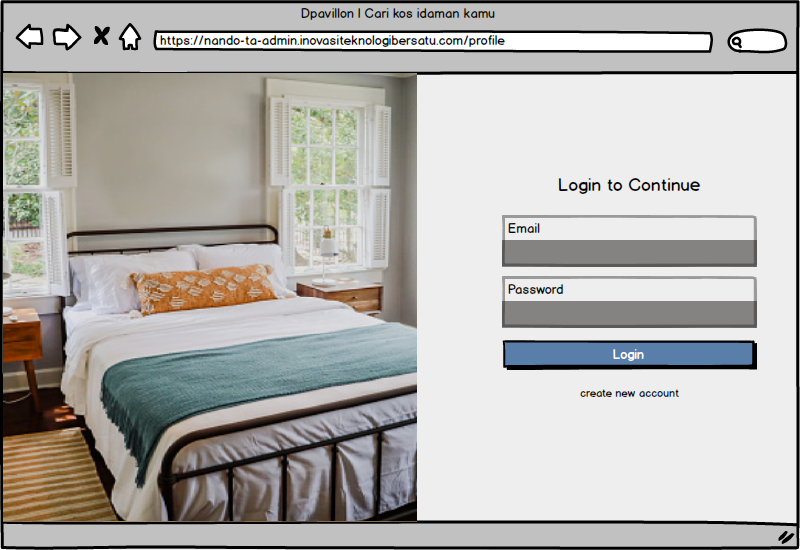 Dpavillon | Cari kos idaman kamu
https://nando-ta-admin.inovasiteknologibersatu.com/profile
Login to Continue
Email
Password
Login
create new account